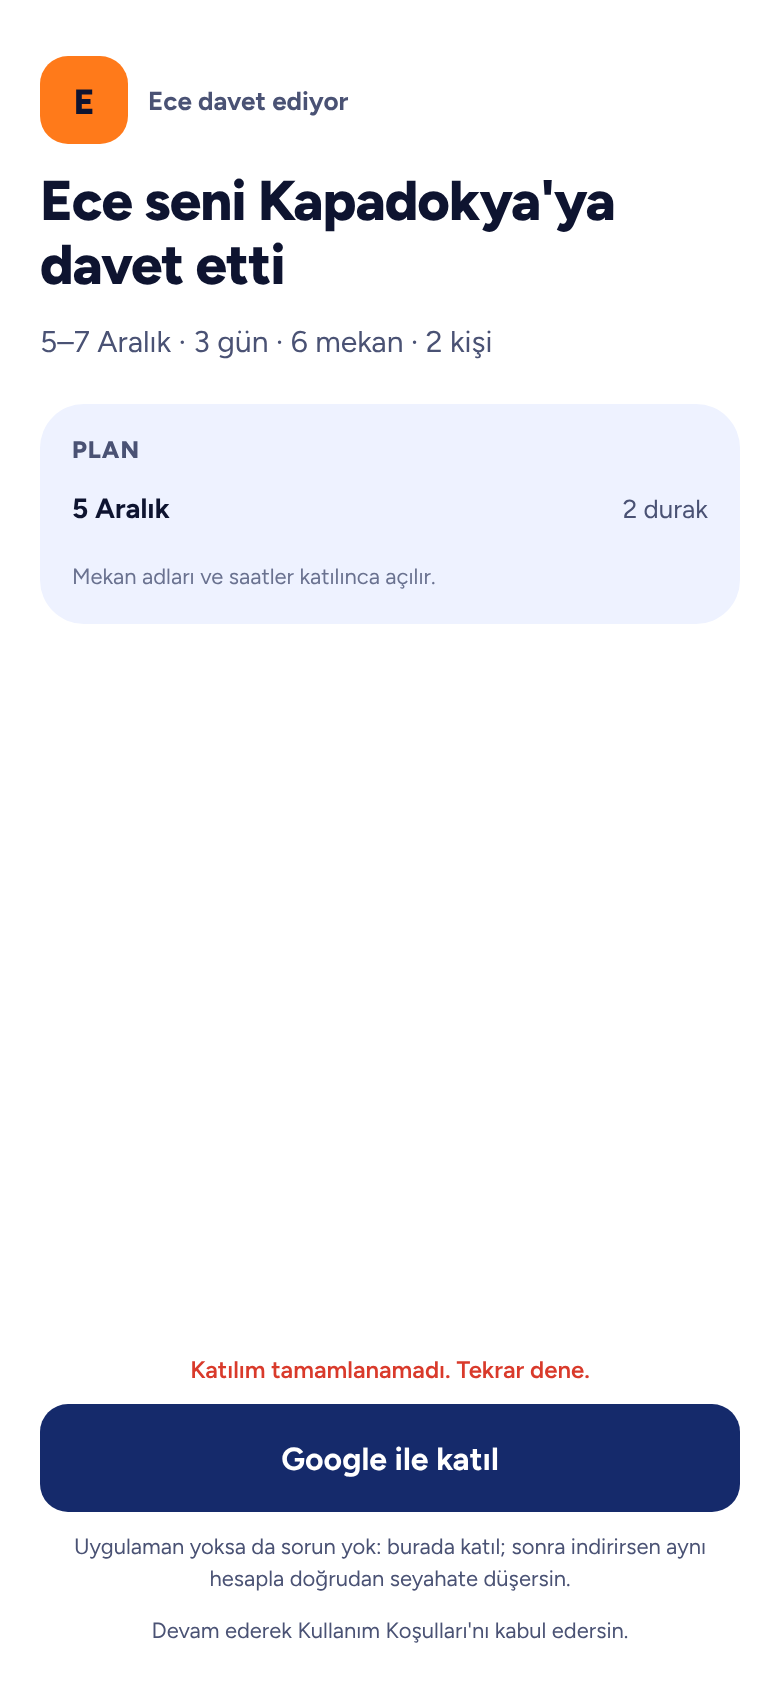 E
Ece davet ediyor
Ece seni Kapadokya'ya
davet etti
5–7 Aralık · 3 gün · 6 mekan · 2 kişi
PLAN
5 Aralık 2 durak
Mekan adları ve saatler katılınca açılır.
Katılım tamamlanamadı. Tekrar dene.
Google ile katıl
Uygulaman yoksa da sorun yok: burada katıl; sonra indirirsen aynı
hesapla doğrudan seyahate düşersin.
Devam ederek Kullanım Koşulları'nı kabul edersin.